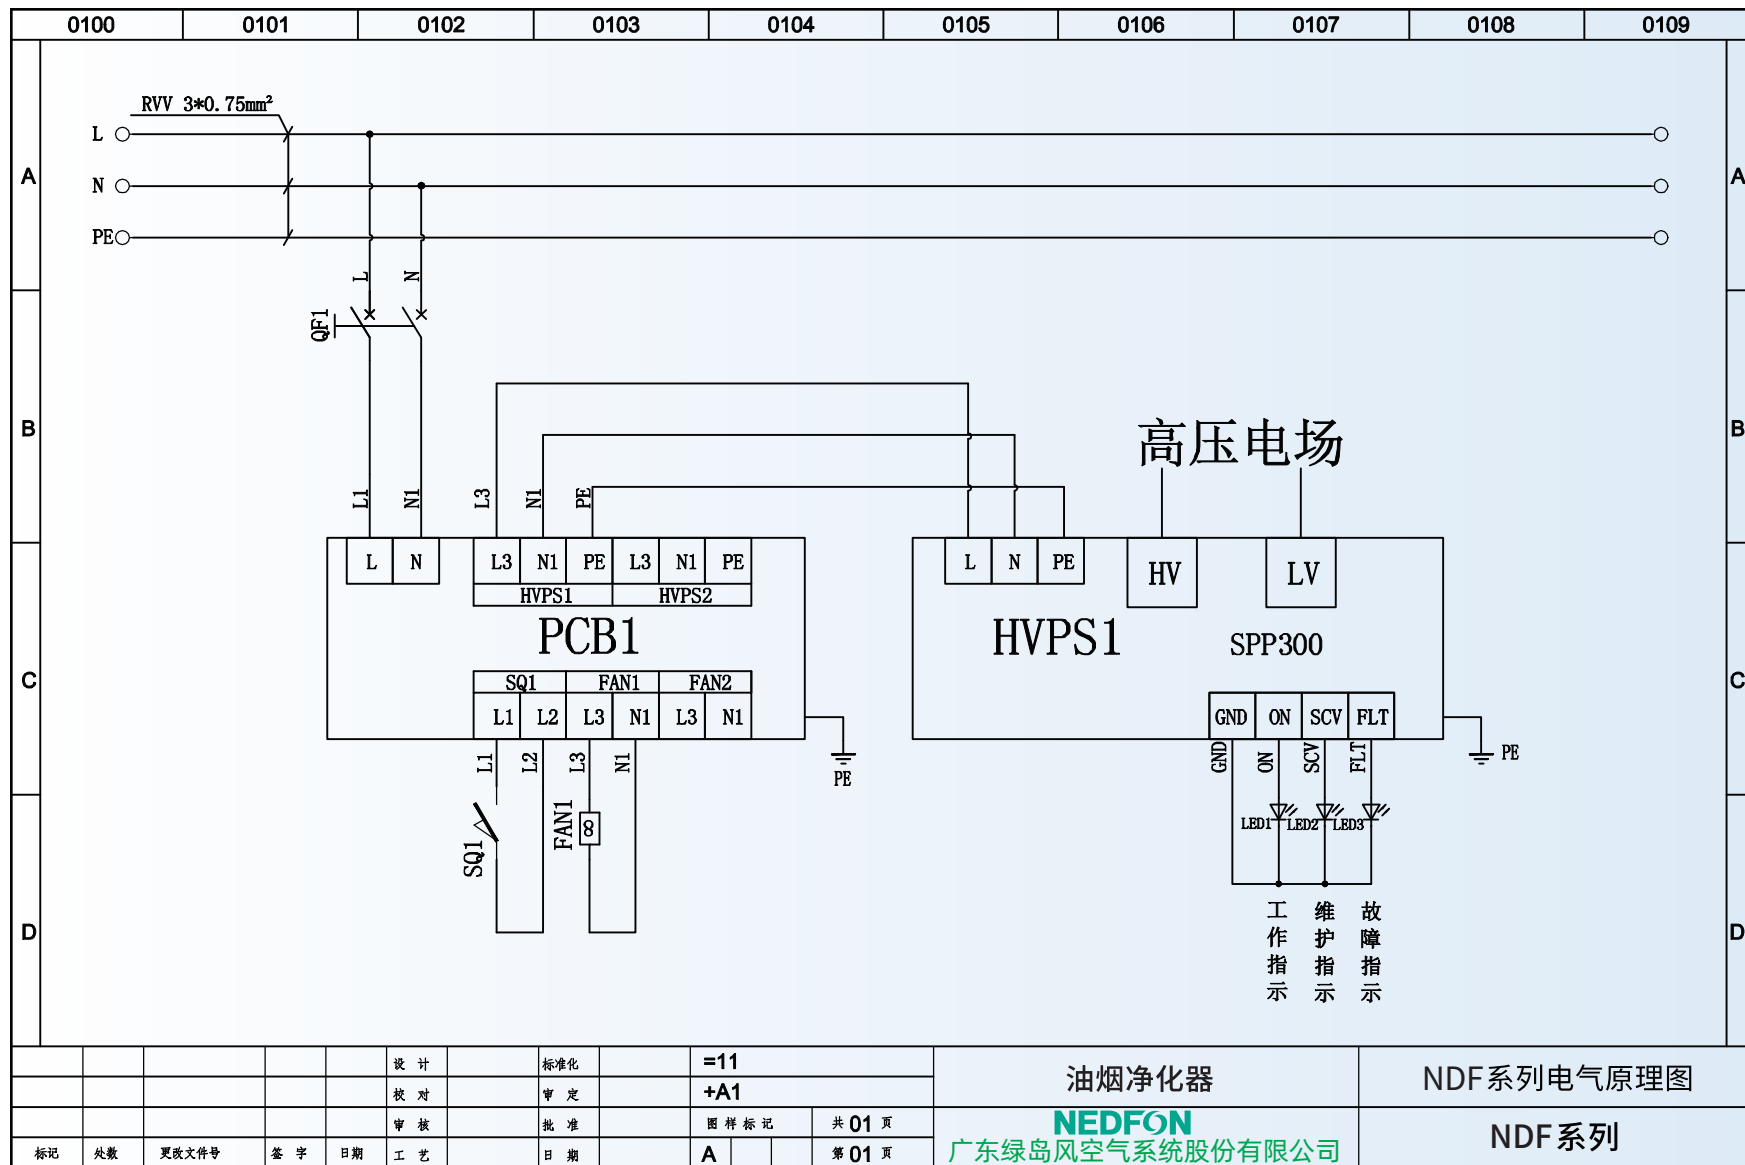 0100 0101 0102 0103 0104 0105 0106 0107 0108 0109
RVV 3*0.75mm²
L
A A
N
PE
L N
QF1
B B
高压电场
L1 N1 L3 N1 PE
L N L3 N1 PE L3 N1 PE
HVPS1 HVPS2
L N PE HV LV
PCB1
HVPS1 SPP300
C C
SQ1 FAN1 FAN2
L1 L2 L3 N1 L3 N1
GND ON SCV FLT
L1 L2 L3 N1
PE
GND ON SCV FLT
PE
SQ1 FAN1
LED1 LED2 LED3
D D
工作指示
维护指示
故障指示
设 计 标准化 =11
校 对 审 定 +A1
审 核 批 准 图 样 标 记 共 01 页
标记 处数 更改文件号 签 字 日期 工 艺 日 期 A 第 01 页
油烟净化器
NEDFON
广东绿岛风空气系统股份有限公司
NDF系列电气原理图
NDF系列